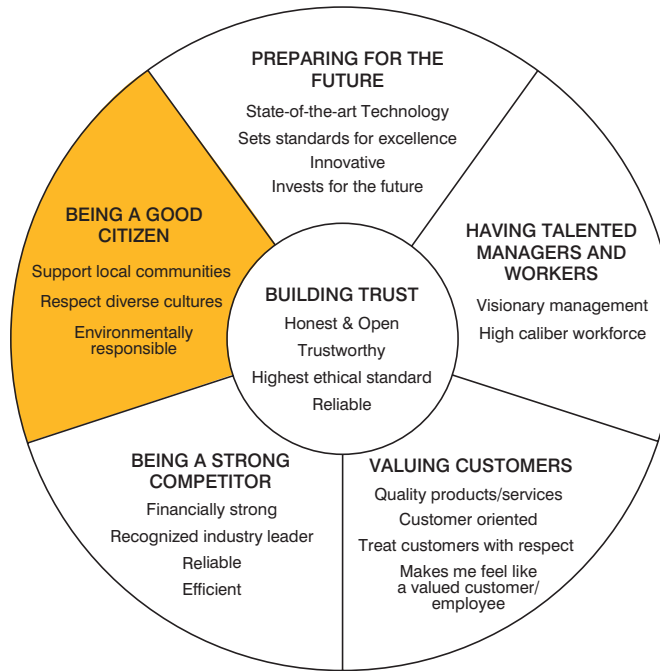 PREPARING FOR THE
FUTURE
State-of-the-art Technology
Sets standards for excellence
Innovative
Invests for the future
HAVING TALENTED
MANAGERS AND
WORKERS
Visionary management
High caliber workforce
VALUING CUSTOMERS
Quality products/services
Customer oriented
Treat customers with respect
Makes me feel like
a valued customer/
employee
BEING A STRONG
COMPETITOR
Financially strong
Recognized industry leader
Reliable
Efficient
BEING A GOOD
CITIZEN
Support local communities
Respect diverse cultures
Environmentally
responsible
BUILDING TRUST
Honest & Open
Trustworthy
Highest ethical standard
Reliable